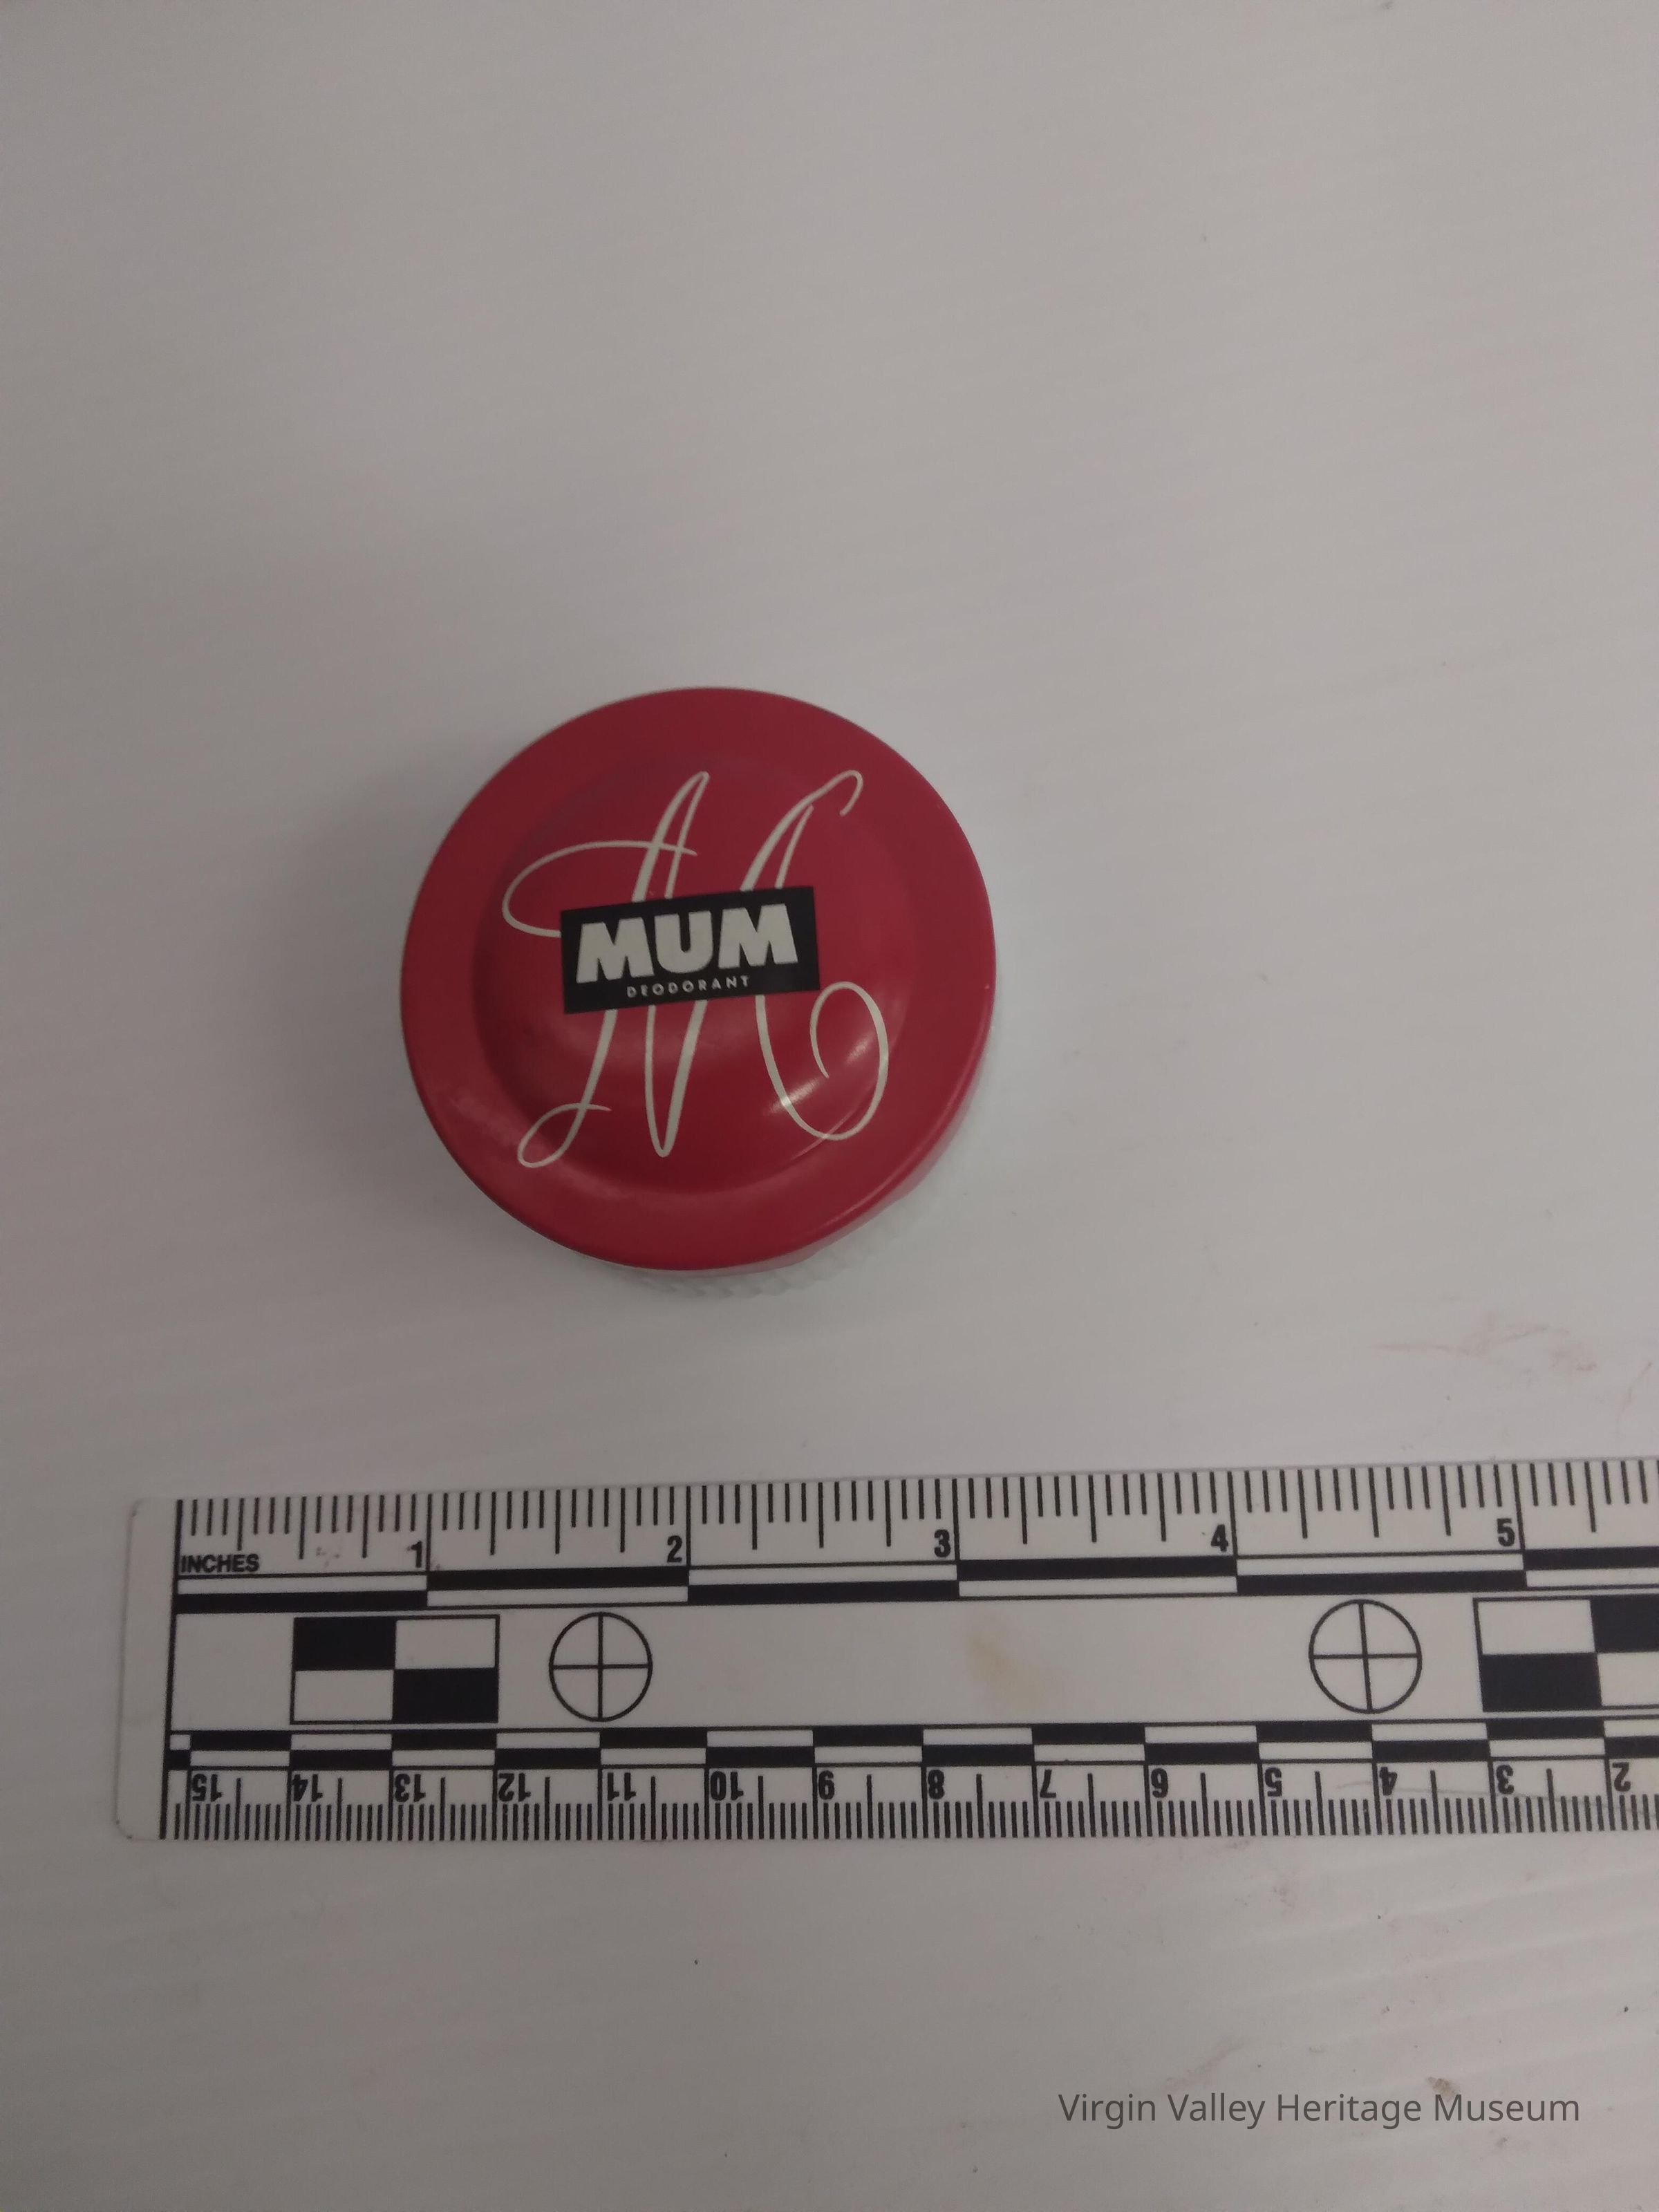 M
MUM
DEODORANT
1 2 3 4 5
INCHES
15 14 13 12 11 10 9 8 7 6 5 4 3 2
Virgin Valley Heritage Museum